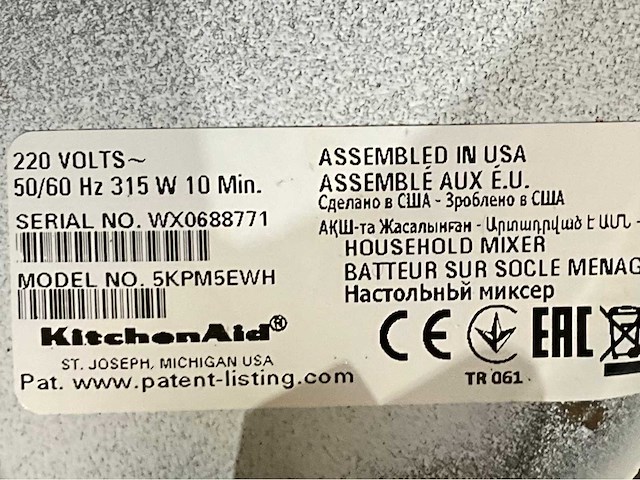 220 VOLTS~
50/60 Hz 315 W 10 Min.
SERIAL NO. WX0688771
MODEL NO. 5KPM5EWH
KitchenAid®
ST. JOSEPH, MICHIGAN USA
Pat. www.patent-listing.com
ASSEMBLED IN USA
ASSEMBLÉ AUX É.U.
Сделано в США - Зроблено в США
АҚШ-та Жасалынған - Արտադրված է ԱՄՆ -
HOUSEHOLD MIXER
BATTEUR SUR SOCLE MENAG
НастолЬНЬй миксер
CE EAC
TR 061